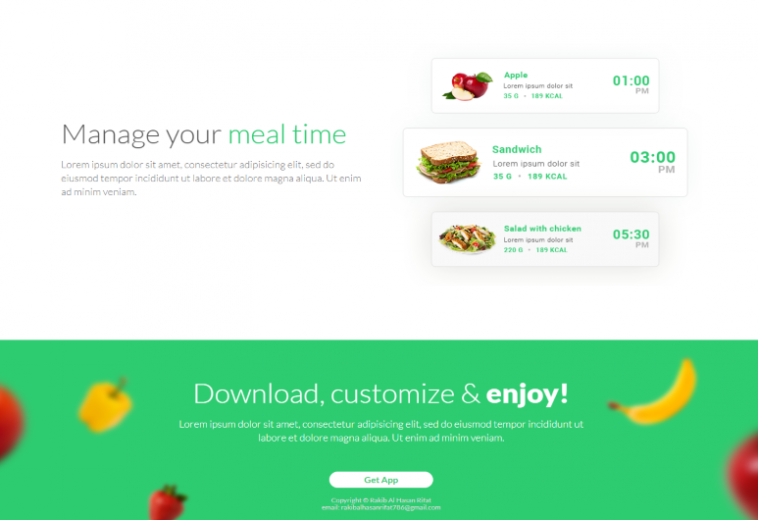 Manage your meal time
Lorem ipsum dolor sit amet, consectetur adipisicing elit, sed do
eiusmod tempor incididunt ut labore et dolore magna aliqua. Ut enim
ad minim veniam.
Apple
Lorem ipsum dolor sit
35 G • 189 KCAL
01:00
PM
Sandwich
Lorem ipsum dolor sit
35 G • 189 KCAL
03:00
PM
Salad with chicken
Lorem ipsum dolor sit
220 G • 189 KCAL
05:30
PM
Download, customize & enjoy!
Lorem ipsum dolor sit amet, consectetur adipisicing elit, sed do eiusmod tempor incididunt ut
labore et dolore magna aliqua. Ut enim ad minim veniam.
Get App
Copyright © Rakib Al Hasan Rifat
email: rakibalhasanrifat786@gmail.com